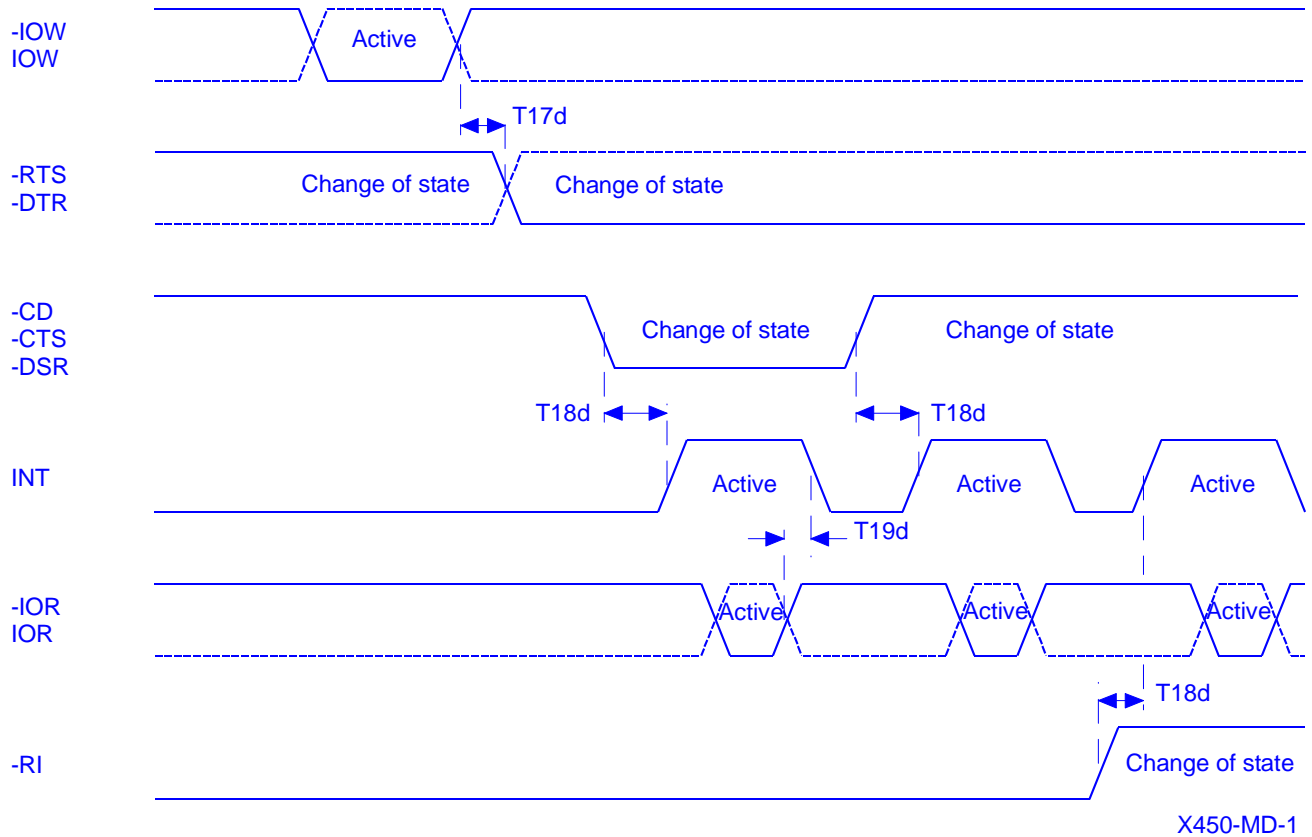 -IOW
IOW
Active
T17d
-RTS
-DTR
Change of state
Change of state
-CD
-CTS
-DSR
Change of state
Change of state
T18d
T18d
INT
Active
Active
Active
T19d
-IOR
IOR
Active
Active
Active
T18d
-RI
Change of state
X450-MD-1